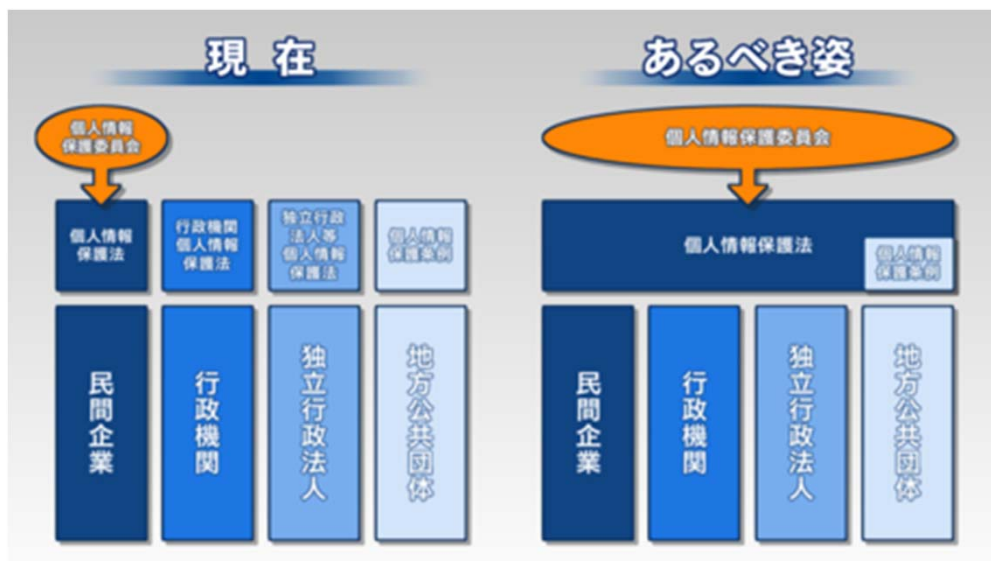 現 在
個人情報
保護委員会
個人情報
保護法
行政機関
個人情報
保護法
独立行政
法人等
個人情報
保護法
個人情報
保護条例
民間企業
行政機関
独立行政法人
地方公共団体
あるべき姿
個人情報保護委員会
個人情報保護法
個人情報
保護条例
民間企業
行政機関
独立行政法人
地方公共団体